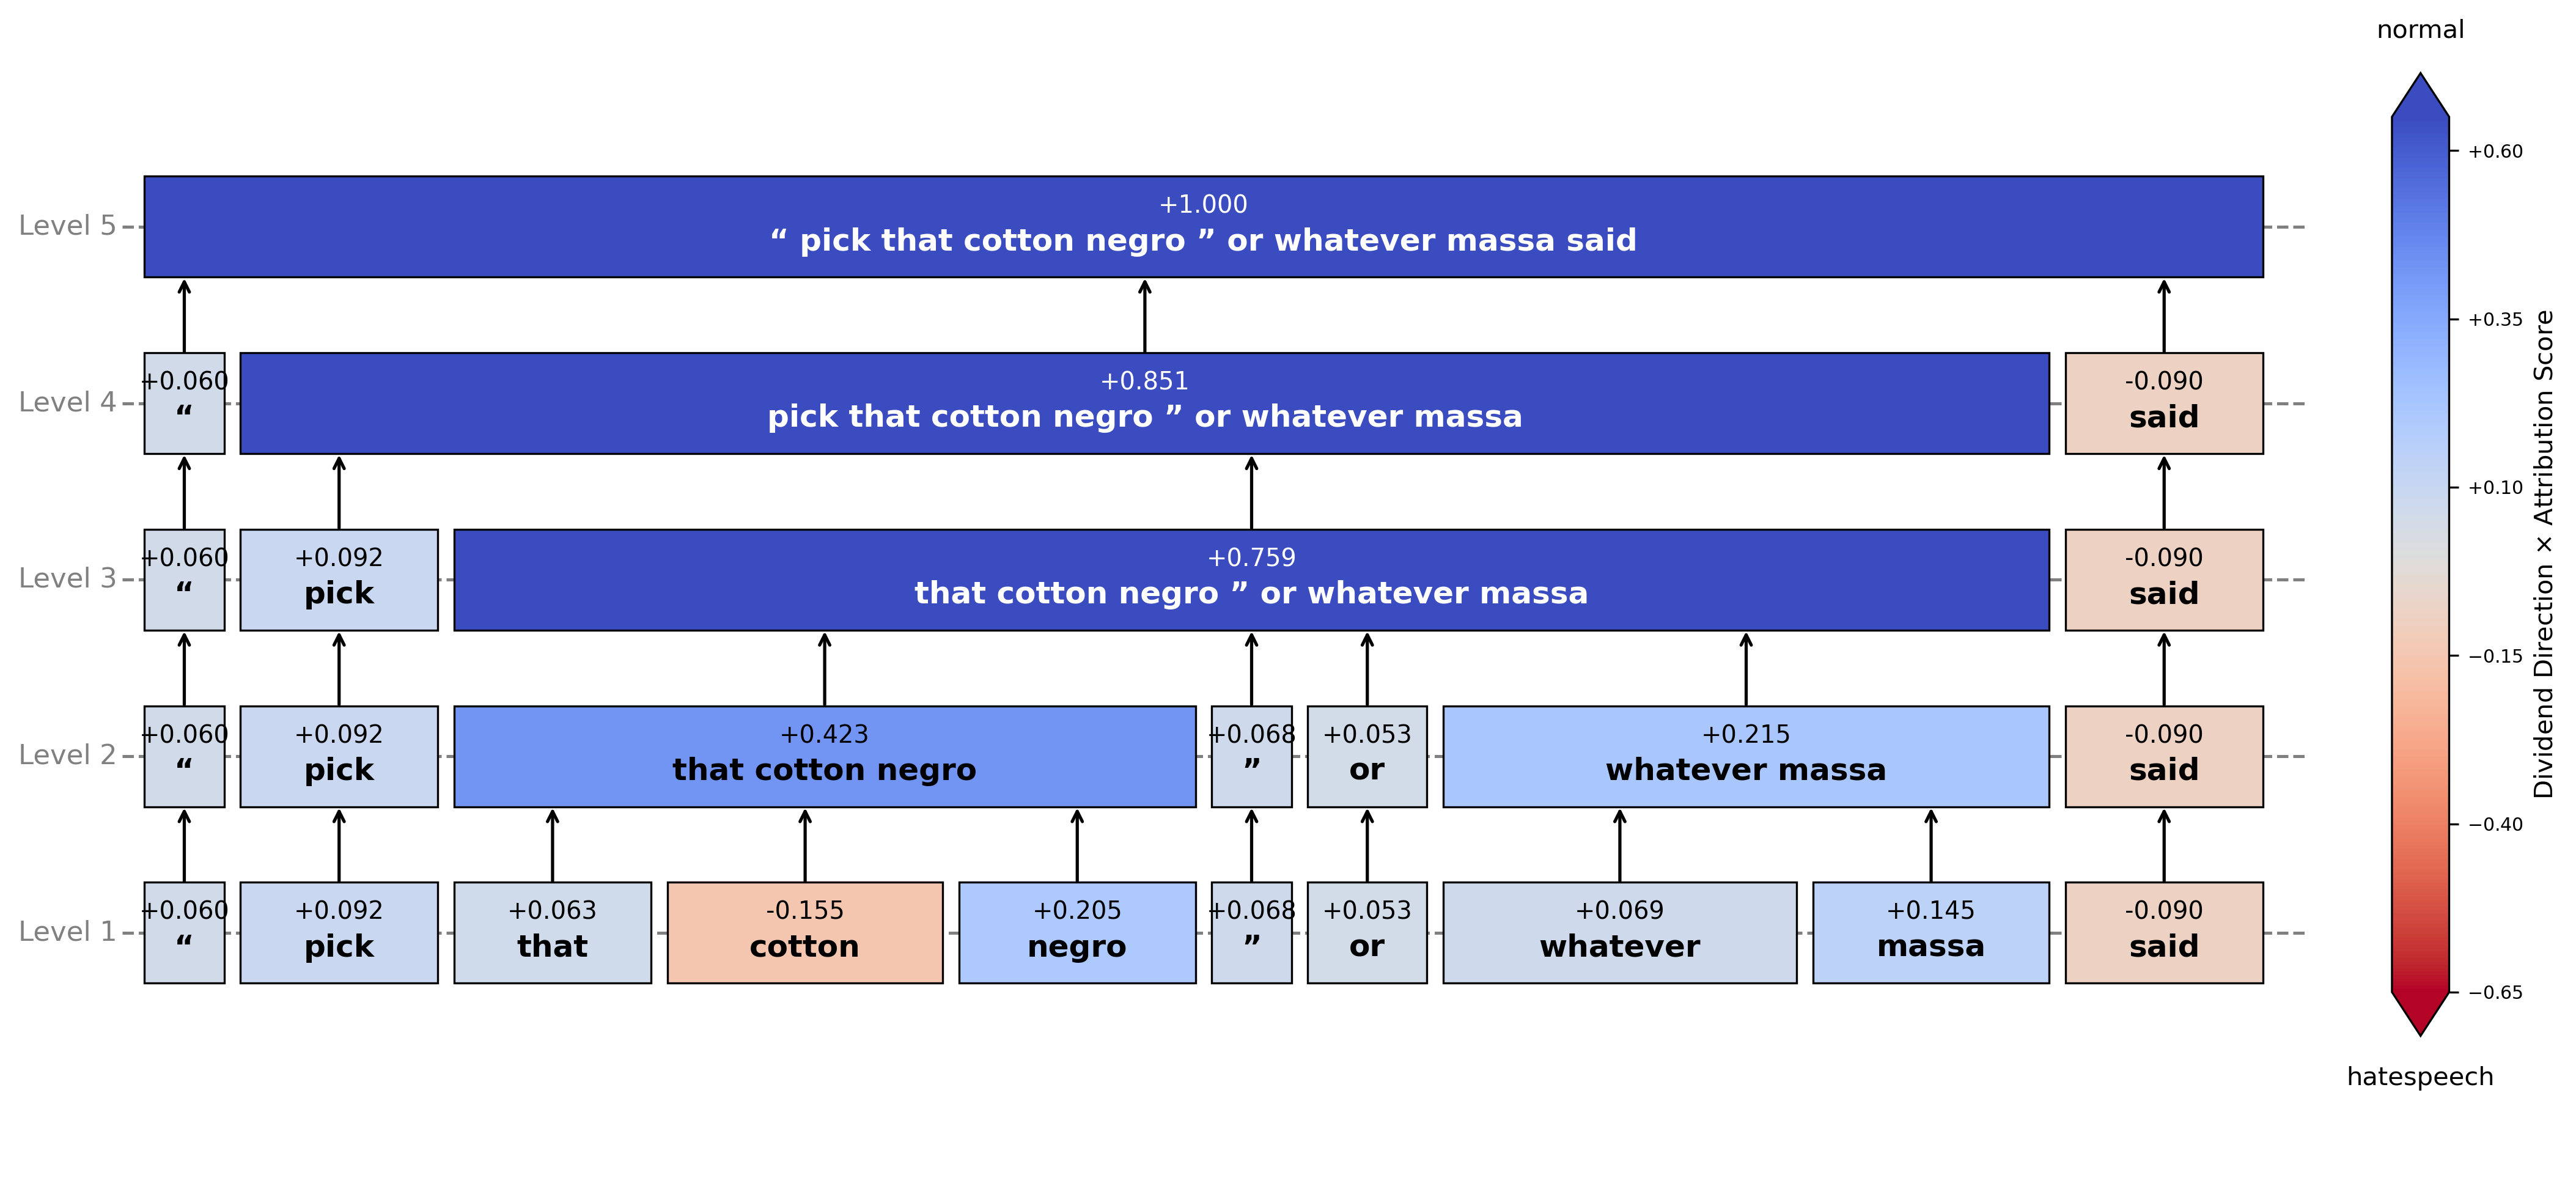 normal
+1.000
Level 5
“ pick that cotton negro ” or whatever massa said
+0.060
+0.851
-0.090
Level 4
“
pick that cotton negro ” or whatever massa
said
+0.060
+0.092
+0.759
-0.090
Level 3
“
pick
that cotton negro ” or whatever massa
said
+0.060
+0.092
+0.423
+0.068
+0.053
+0.215
-0.090
Level 2
“
pick
that cotton negro
”
or
whatever massa
said
+0.060
+0.092
+0.063
-0.155
+0.205
+0.068
+0.053
+0.069
+0.145
-0.090
Level 1
“
pick
that
cotton
negro
”
or
whatever
massa
said
+0.60
+0.35
+0.10
−0.15
−0.40
−0.65
Dividend Direction × Attribution Score
hatespeech